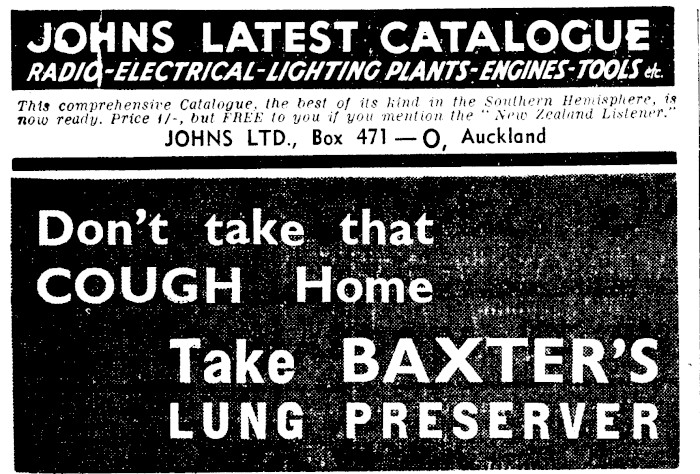 JOHNS LATEST CATALOGUE
RADIO-ELECTRICAL-LIGHTING PLANTS-ENGINES-TOOLS etc.
This comprehensive Catalogue, the best of its kind in the Southern Hemisphere, is
now ready. Price 1/-, but FREE to you if you mention the "New Zealand Listener."
JOHNS LTD., Box 471 — O, Auckland
Don't take that
COUGH Home
Take BAXTER'S
LUNG PRESERVER